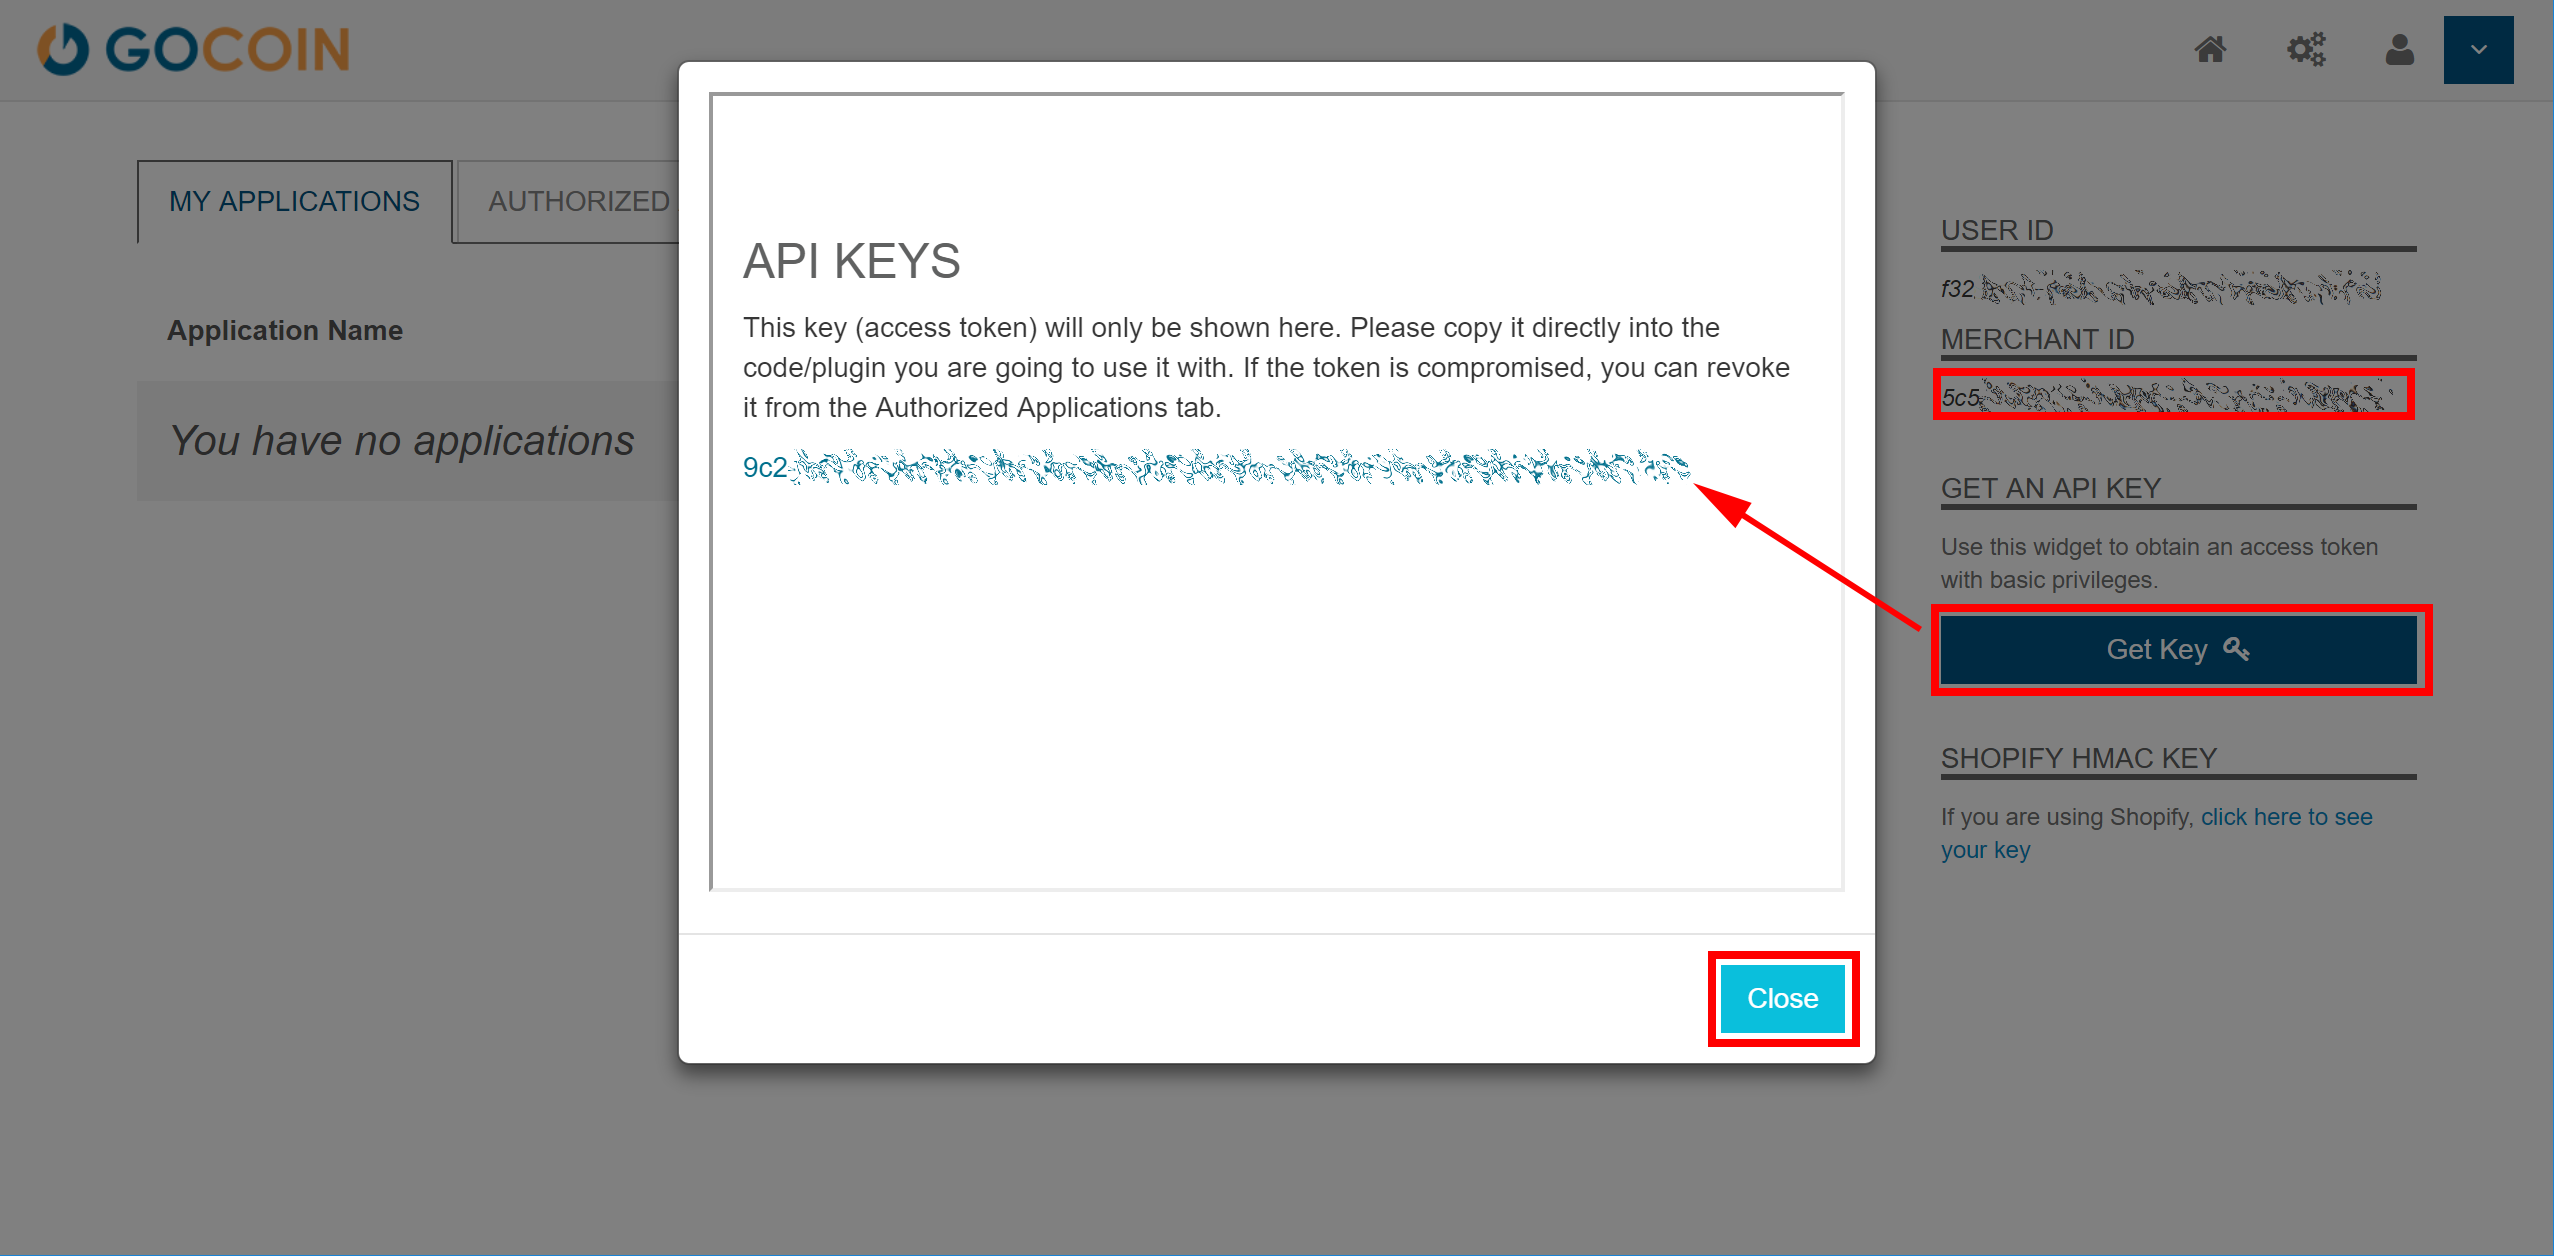 GOCOIN
MY APPLICATIONS
AUTHORIZED
Application Name
You have no applications
API KEYS
This key (access token) will only be shown here. Please copy it directly into the
code/plugin you are going to use it with. If the token is compromised, you can revoke
it from the Authorized Applications tab.
9c2
Close
USER ID
f32
MERCHANT ID
5c5
GET AN API KEY
Use this widget to obtain an access token
with basic privileges.
Get Key
SHOPIFY HMAC KEY
If you are using Shopify, click here to see
your key